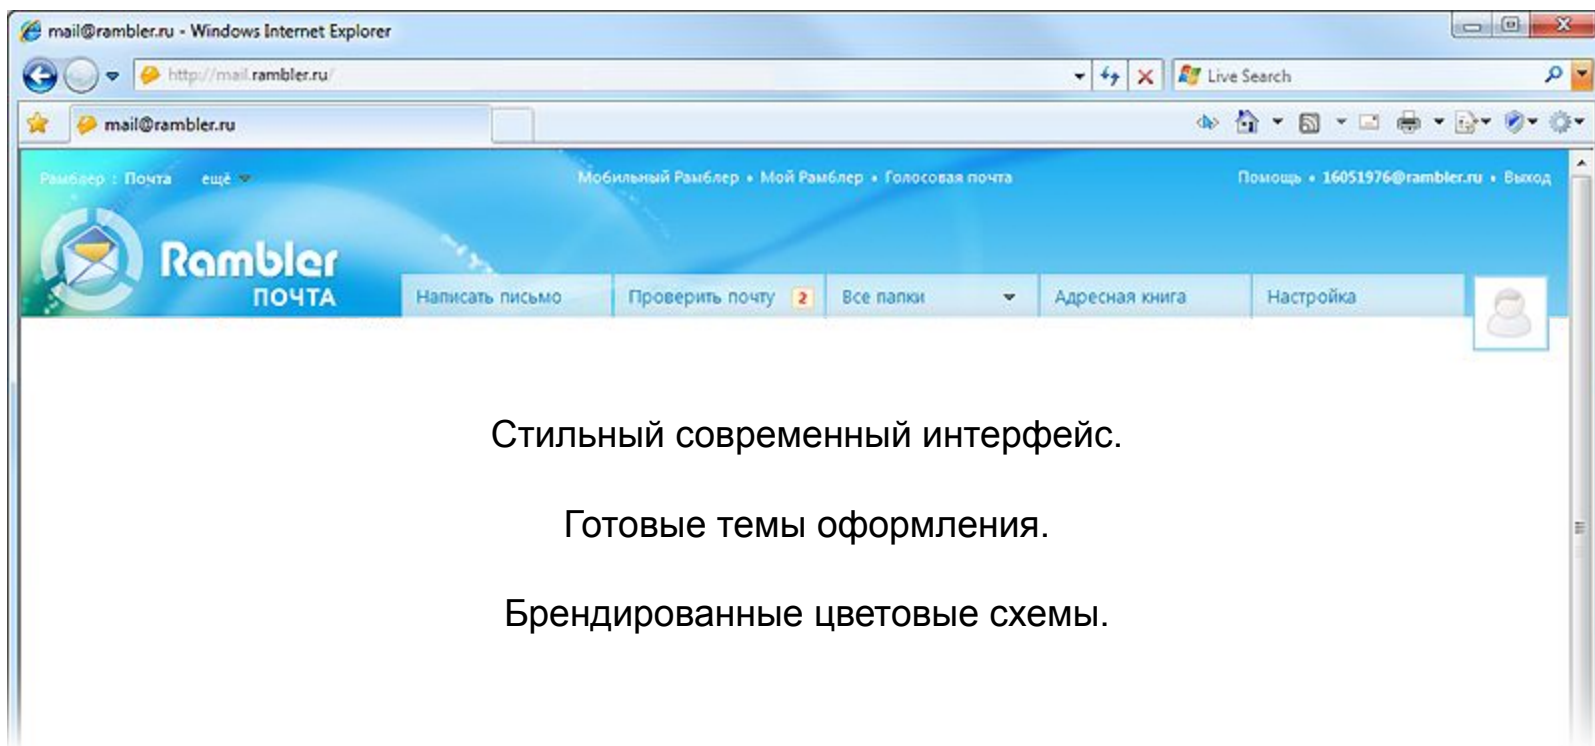 mail@rambler.ru - Windows Internet Explorer
http://mail.rambler.ru/
Live Search
mail@rambler.ru
Рамблер : Почта ещё
Мобильный Рамблер • Мой Рамблер • Голосовая почта
Помощь • 16051976@rambler.ru • Выход
Rambler
ПОЧТА
Написать письмо
Проверить почту 2
Все папки
Адресная книга
Настройка
Стильный современный интерфейс.
Готовые темы оформления.
Брендированные цветовые схемы.